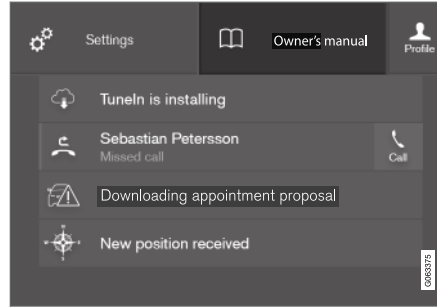 Settings
Owner's manual
Profile
TuneIn is installing
Sebastian Petersson
Missed call
Call
Downloading appointment proposal
New position received
G063375